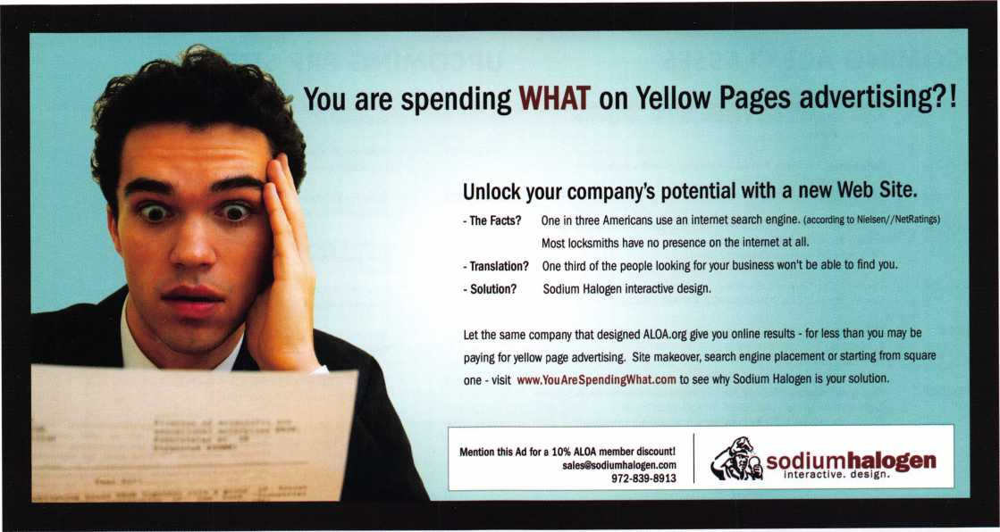 You are spending WHAT on Yellow Pages advertising?!
Unlock your company's potential with a new Web Site.
- The Facts? One in three Americans use an internet search engine. (according to Nielsen//NetRatings)
Most locksmiths have no presence on the internet at all.
- Translation? One third of the people looking for your business won't be able to find you.
- Solution? Sodium Halogen interactive design.
Let the same company that designed ALOA.org give you online results - for less than you may be
paying for yellow page advertising. Site makeover, search engine placement or starting from square
one - visit www.YouAreSpendingWhat.com to see why Sodium Halogen is your solution.
Mention this Ad for a 10% ALOA member discount!
sales@sodiumhalogen.com
972-839-8913
sodiumhalogen
interactive. design.